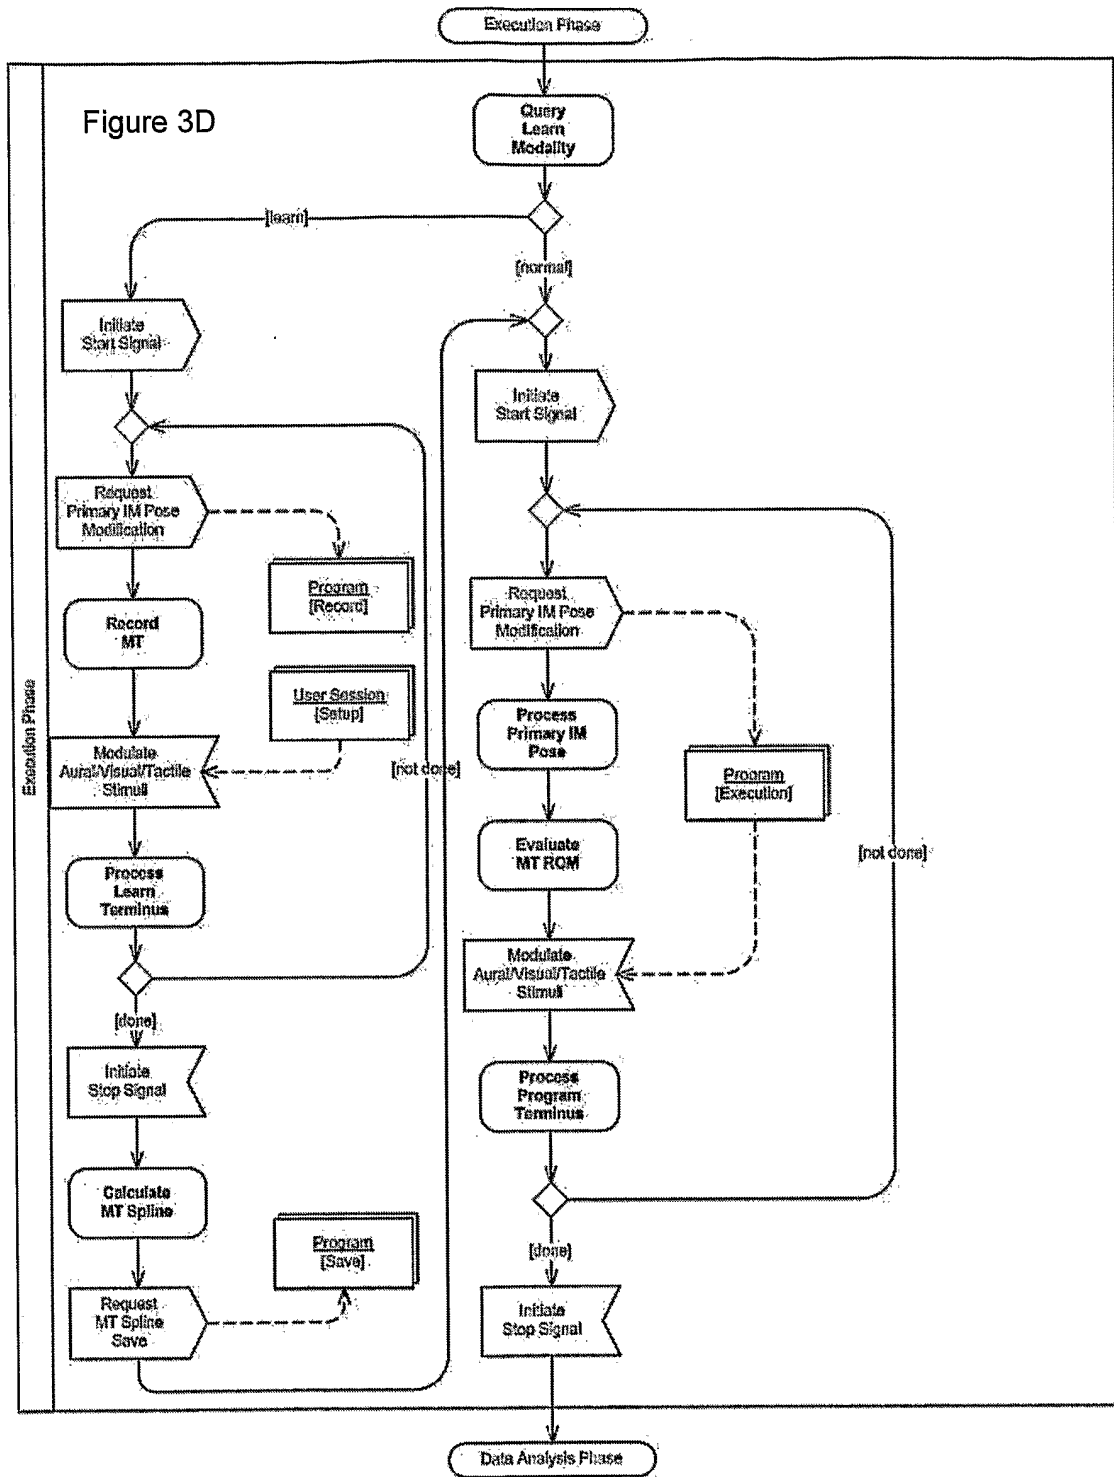 Execution Phase
Figure 3D
Query
Learn
Modality
[learn]
[normal]
Initiate
Start Signal
Initiate
Start Signal
Request
Primary IM Pose
Modification
Program
[Record]
Record
MT
User Session
[Setup]
Modulate
Aural/Visual/Tactile
Stimuli
[not done]
Process
Learn
Terminus
[done]
Initiate
Stop Signal
Calculate
MT Spline
Program
[Save]
Request
MT Spline
Save
Request
Primary IM Pose
Modification
Process
Primary IM
Pose
Program
[Execution]
Evaluate
MT ROM
[not done]
Modulate
Aural/Visual/Tactile
Stimuli
Process
Program
Terminus
[done]
Initiate
Stop Signal
Execution Phase
Data Analysis Phase